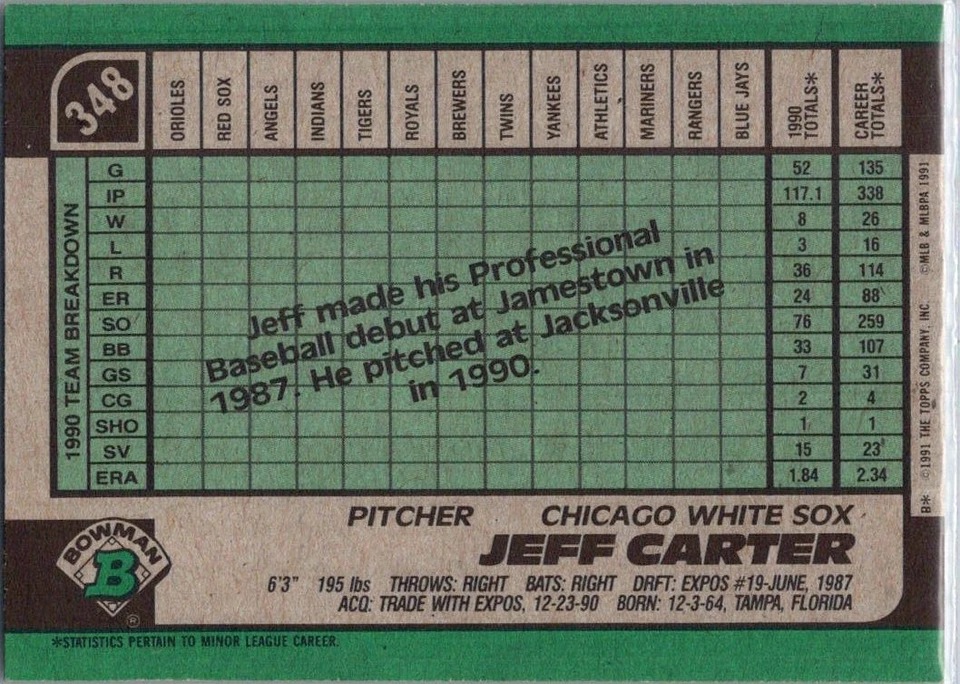 348
ORIOLES RED SOX ANGELS INDIANS TIGERS ROYALS BREWERS TWINS YANKEES ATHLETICS MARINERS RANGERS BLUE JAYS 1990 TOTALS* CAREER TOTALS*
1990 TEAM BREAKDOWN
G 52 135
IP 117.1 338
W 8 26
L 3 16
R 36 114
ER 24 88
SO 76 259
BB 33 107
GS 7 31
CG 2 4
SHO 1 1
SV 15 23
ERA 1.84 2.34
Jeff made his Professional
Baseball debut at Jamestown in
1987. He pitched at Jacksonville
in 1990.
B* ©1991 THE TOPPS COMPANY, INC. ©MLB & MLBPA 1991
PITCHER CHICAGO WHITE SOX
JEFF CARTER
BOWMAN
B
®
6'3" 195 lbs THROWS: RIGHT BATS: RIGHT DRFT: EXPOS #19-JUNE, 1987
ACQ: TRADE WITH EXPOS, 12-23-90 BORN: 12-3-64, TAMPA, FLORIDA
*STATISTICS PERTAIN TO MINOR LEAGUE CAREER.